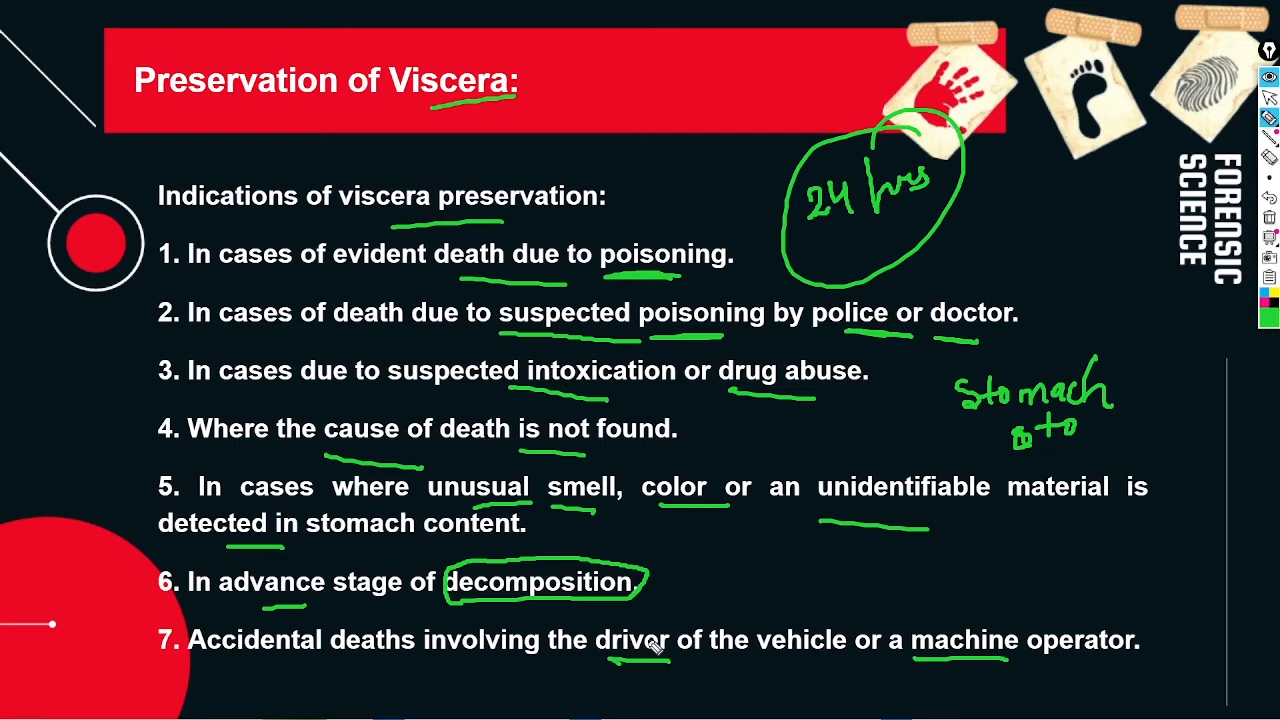 Preservation of Viscera:
24 hrs
FORENSIC
SCIENCE
Indications of viscera preservation:
1. In cases of evident death due to poisoning.
2. In cases of death due to suspected poisoning by police or doctor.
3. In cases due to suspected intoxication or drug abuse.
Stomach
4. Where the cause of death is not found.
5. In cases where unusual smell, color or an unidentifiable material is
detected in stomach content.
6. In advance stage of decomposition.
7. Accidental deaths involving the driver of the vehicle or a machine operator.